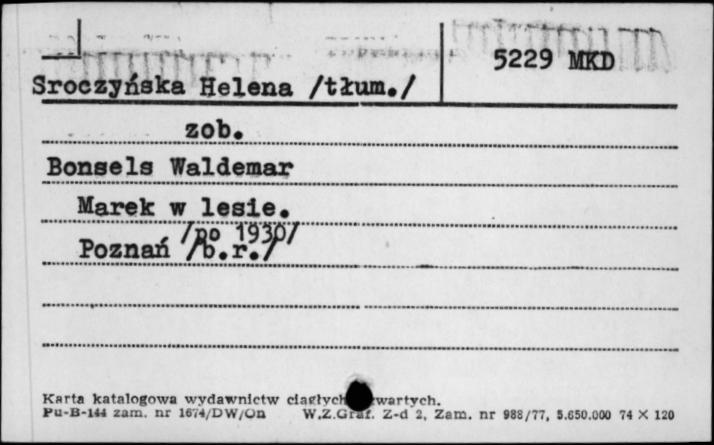 5229 MKD
Sroczyńska Helena /tłum./
zob.
Bonsels Waldemar
Marek w lesie.
/po 1930/
Poznań /b.r./
Karta katalogowa wydawnictw ciągłych wartych.
Pu-B-144 zam. nr 1674/DW/On W.Z.Graf. Z-d 2, Zam. nr 988/77, 5.650.000 74 X 120